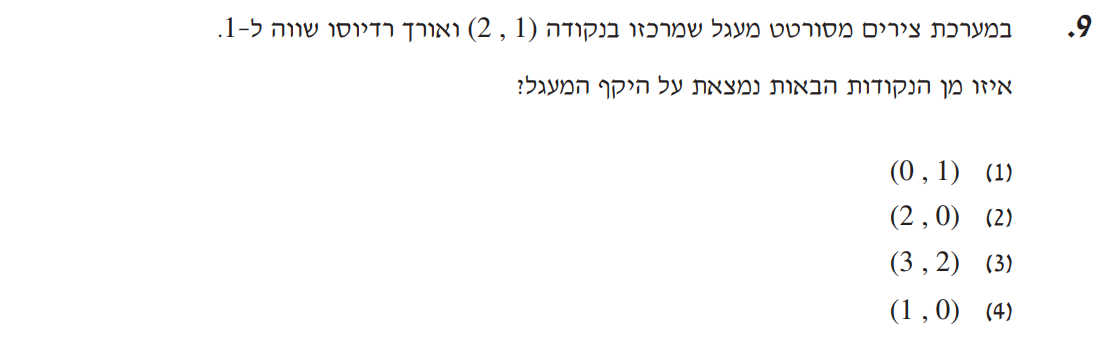 9. במערכת צירים מסורטט מעגל שמרכזו בנקודה (2 , 1) ואורך רדיוסו שווה ל-1.
איזו מן הנקודות הבאות נמצאת על היקף המעגל?
(1) (0 , 1)
(2) (2 , 0)
(3) (3 , 2)
(4) (1 , 0)